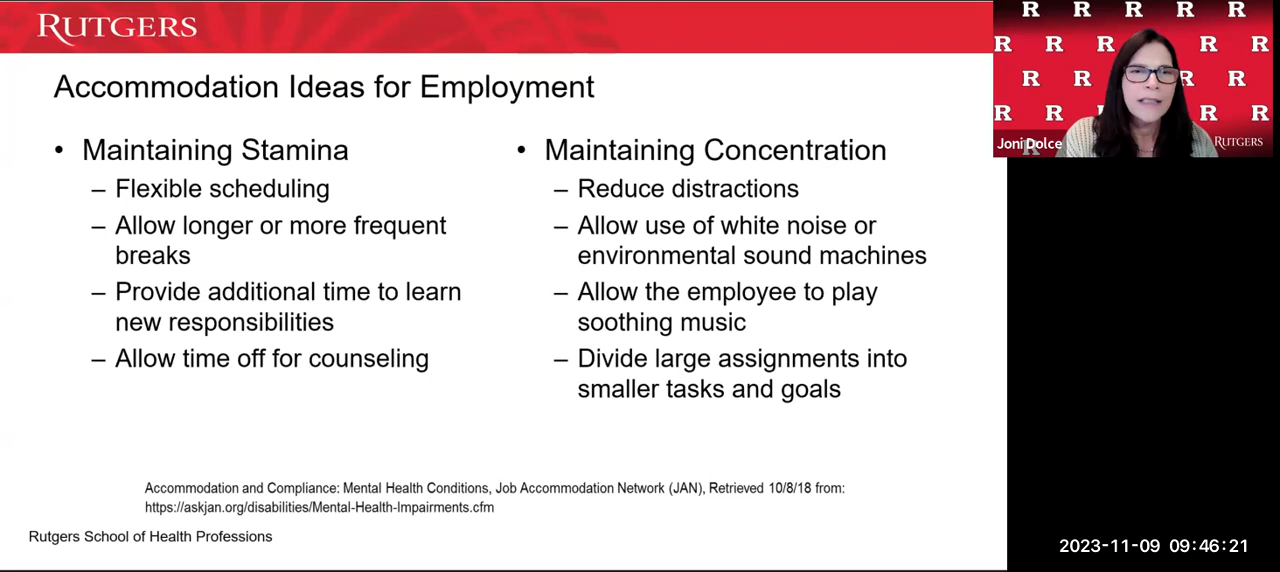 RUTGERS
Accommodation Ideas for Employment
• Maintaining Stamina
– Flexible scheduling
– Allow longer or more frequent
breaks
– Provide additional time to learn
new responsibilities
– Allow time off for counseling
• Maintaining Concentration
– Reduce distractions
– Allow use of white noise or
environmental sound machines
– Allow the employee to play
soothing music
– Divide large assignments into
smaller tasks and goals
Accommodation and Compliance: Mental Health Conditions, Job Accommodation Network (JAN), Retrieved 10/8/18 from:
https://askjan.org/disabilities/Mental-Health-Impairments.cfm
Rutgers School of Health Professions
R R R R R
R R R R R
R R R
R R R R
Joni Dolce
RUTGERS
2023-11-09 09:46:21